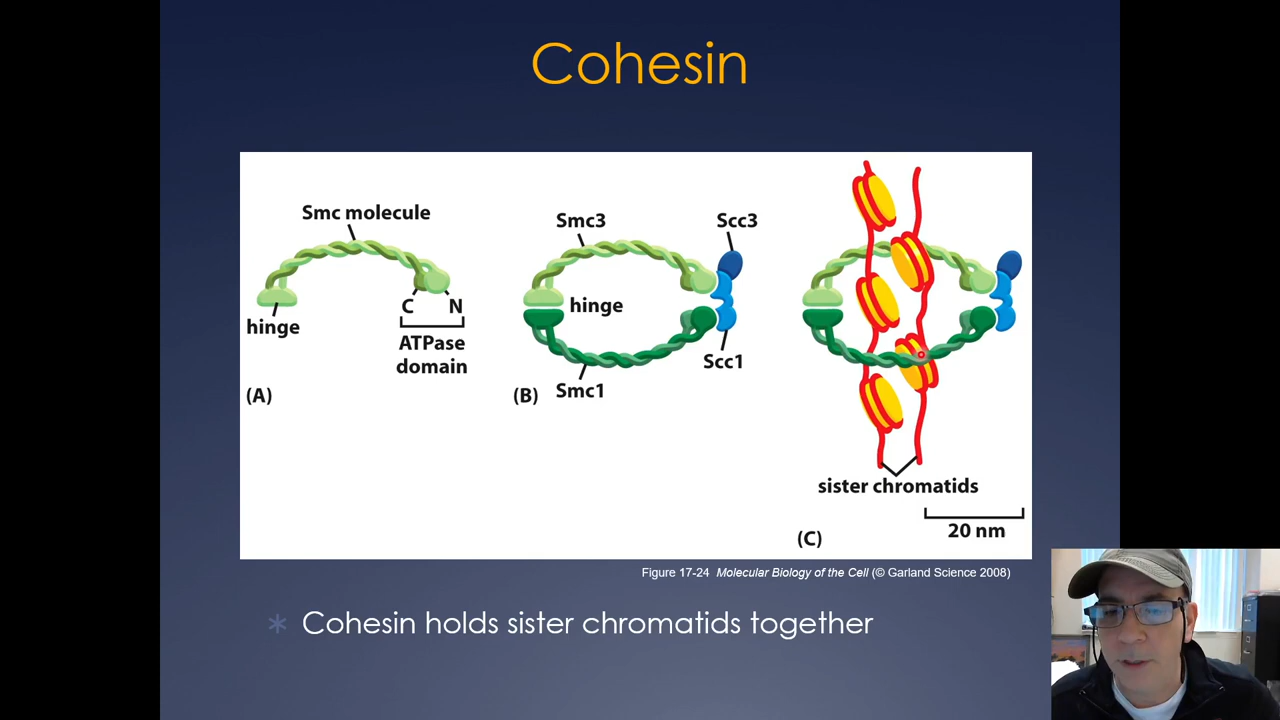 Cohesin
Smc molecule
hinge
C N
ATPase
domain
(A)
Smc3
Scc3
hinge
Scc1
Smc1
(B)
sister chromatids
20 nm
(C)
Figure 17-24 Molecular Biology of the Cell (© Garland Science 2008)
Cohesin holds sister chromatids together